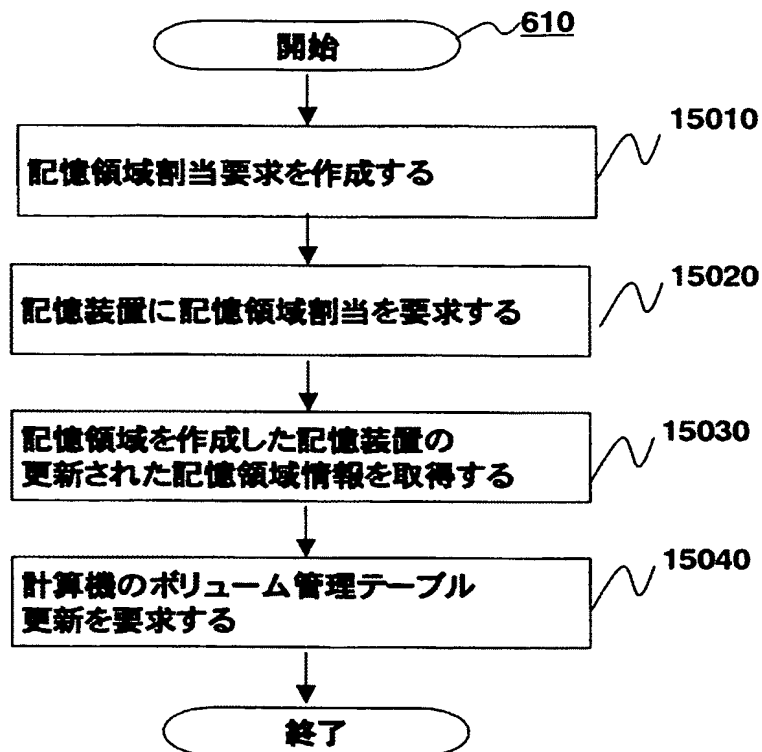 開始
610
記憶領域割当要求を作成する
15010
記憶装置に記憶領域割当を要求する
15020
記憶領域を作成した記憶装置の
更新された記憶領域情報を取得する
15030
計算機のボリューム管理テーブル
更新を要求する
15040
終了